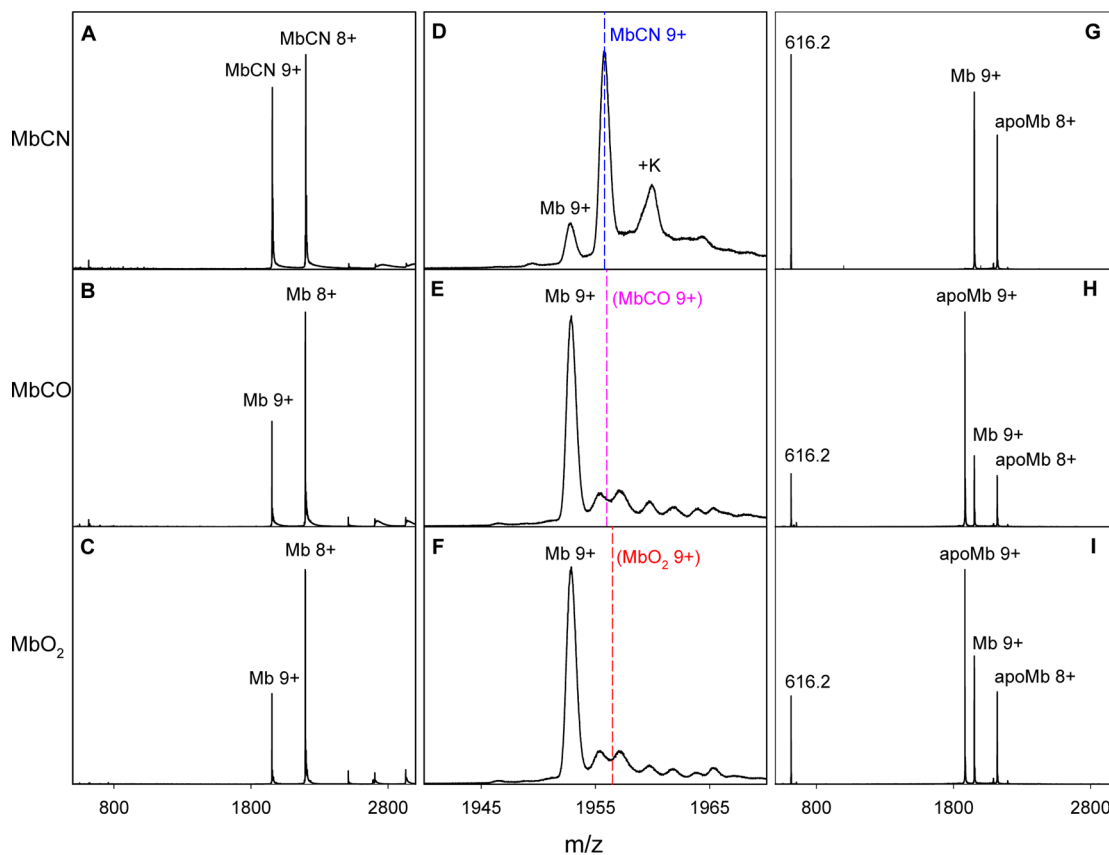 A
MbCN 8+
MbCN 9+
D
MbCN 9+
Mb 9+
+K
G
616.2
Mb 9+
apoMb 8+
MbCN
B
Mb 8+
Mb 9+
E
Mb 9+
(MbCO 9+)
H
apoMb 9+
Mb 9+
616.2
apoMb 8+
MbCO
C
Mb 8+
Mb 9+
F
Mb 9+
(MbO₂ 9+)
I
apoMb 9+
Mb 9+
616.2
apoMb 8+
MbO₂
800 1800 2800
1945 1955 1965
800 1800 2800
m/z